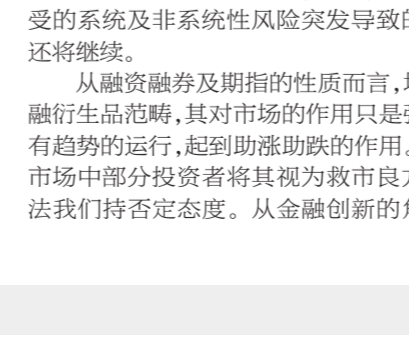 受的系统及非系统性风险突发导致的
还将继续。
从融资融券及期指的性质而言,
融衍生品范畴,其对市场的作用只是
有趋势的运行,起到助涨助跌的作用。
市场中部分投资者将其视为救市良
法我们持否定态度。从金融创新的